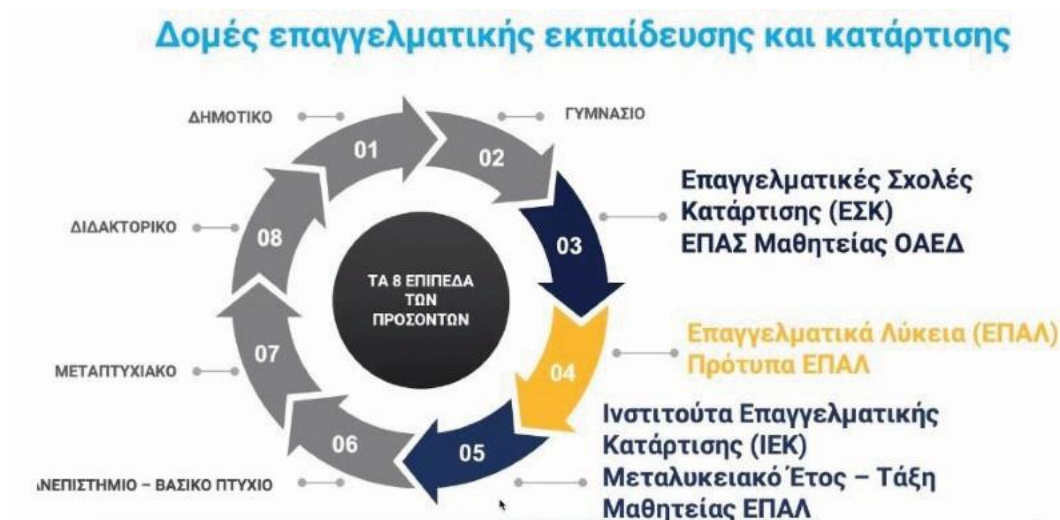 Δομές επαγγελματικής εκπαίδευσης και κατάρτισης
ΔΗΜΟΤΙΚΟ
01
02
ΓΥΜΝΑΣΙΟ
Επαγγελματικές Σχολές
Κατάρτισης (ΕΣΚ)
ΕΠΑΣ Μαθητείας ΟΑΕΔ
03
Επαγγελματικά Λύκεια (ΕΠΑΛ)
Πρότυπα ΕΠΑΛ
04
Ινστιτούτα Επαγγελματικής
Κατάρτισης (ΙΕΚ)
Μεταλυκειακό Έτος – Τάξη
Μαθητείας ΕΠΑΛ
05
06
ΝΕΠΙΣΤΗΜΙΟ – ΒΑΣΙΚΟ ΠΤΥΧΙΟ
07
ΜΕΤΑΠΤΥΧΙΑΚΟ
08
ΔΙΔΑΚΤΟΡΙΚΟ
ΤΑ 8 ΕΠΙΠΕΔΑ
ΤΩΝ
ΠΡΟΣΟΝΤΩΝ